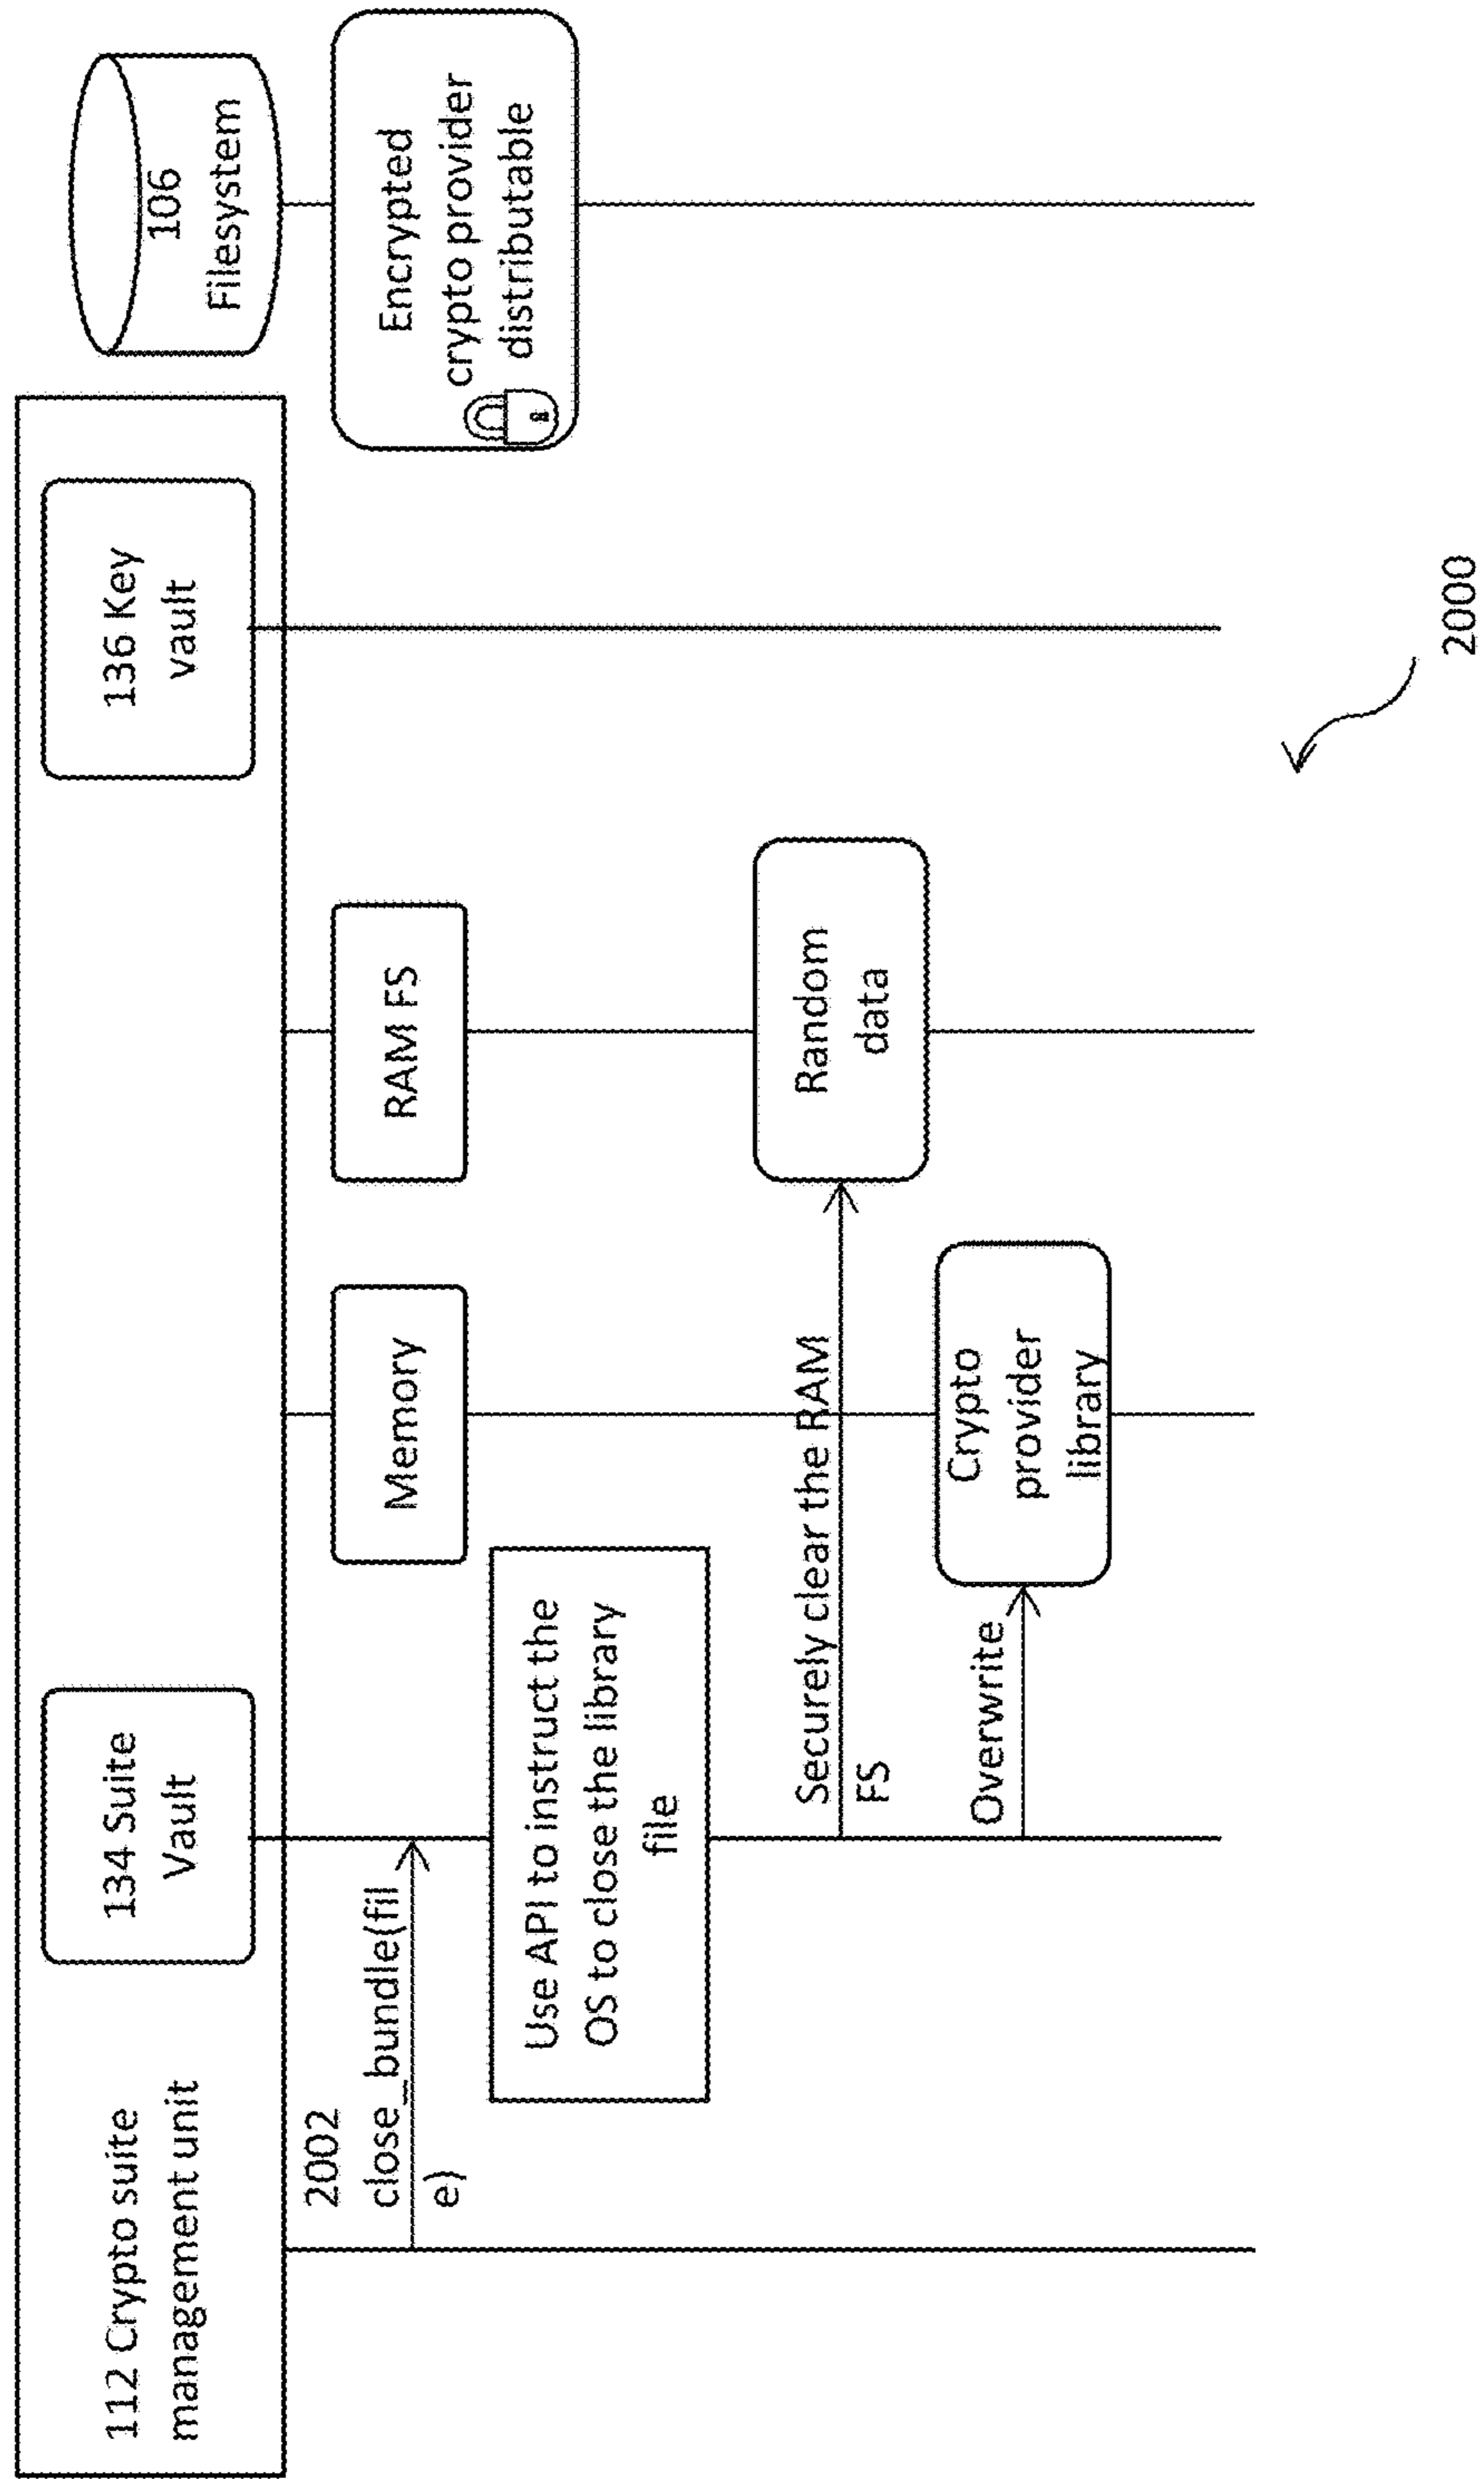 112 Crypto suite
management unit
134 Suite
Vault
136 Key
vault
106
Filesystem
Memory
RAM FS
Encrypted
crypto provider
distributable
2002
close_bundle(fil
e)
Use API to instruct the
OS to close the library
file
Securely clear the RAM
FS
Random
data
Overwrite
Crypto
provider
library
2000